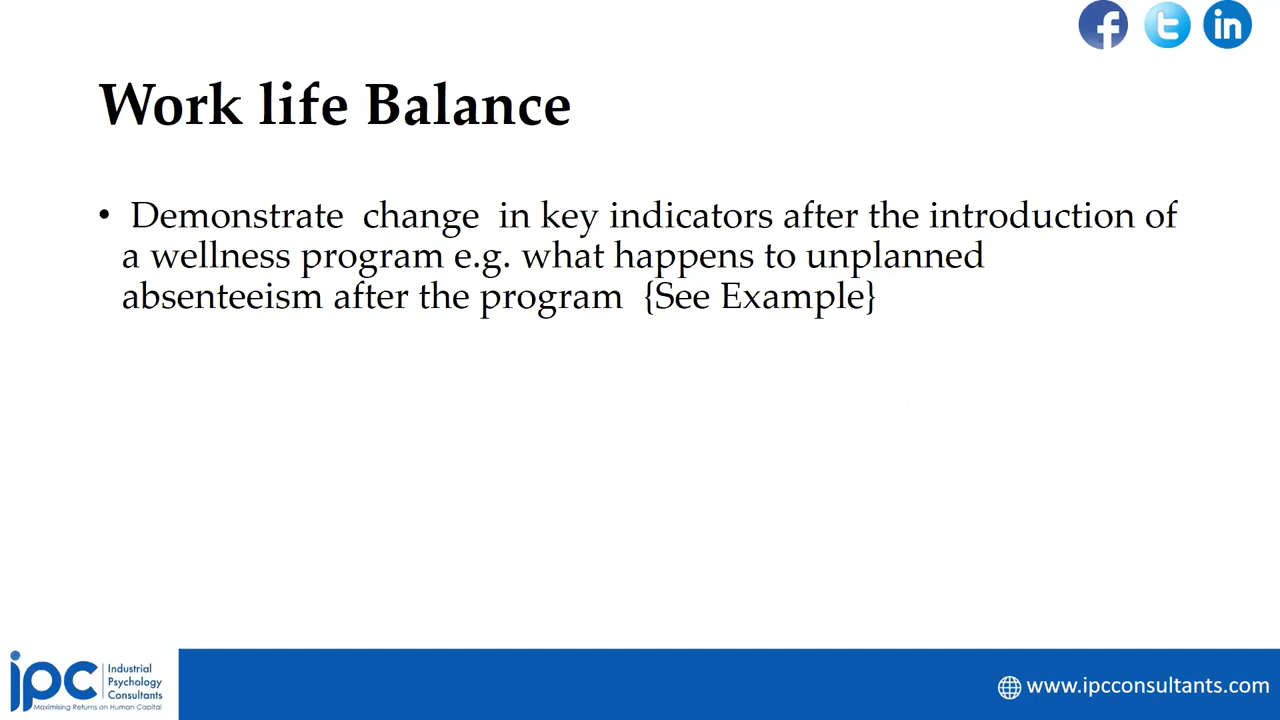 Work life Balance
• Demonstrate change in key indicators after the introduction of
a wellness program e.g. what happens to unplanned
absenteeism after the program {See Example}
ipc
Industrial
Psychology
Consultants
Maximising Returns on Human Capital
www.ipcconsultants.com